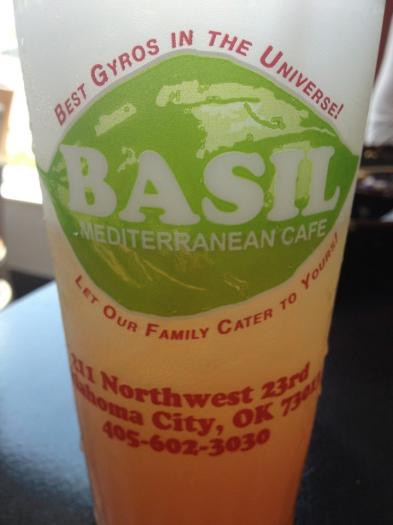 BEST GYROS IN THE UNIVERSE!
BASIL
MEDITERRANEAN CAFE
LET OUR FAMILY CATER TO YOURS!
211 Northwest 23rd
lahoma City, OK
405-602-3030